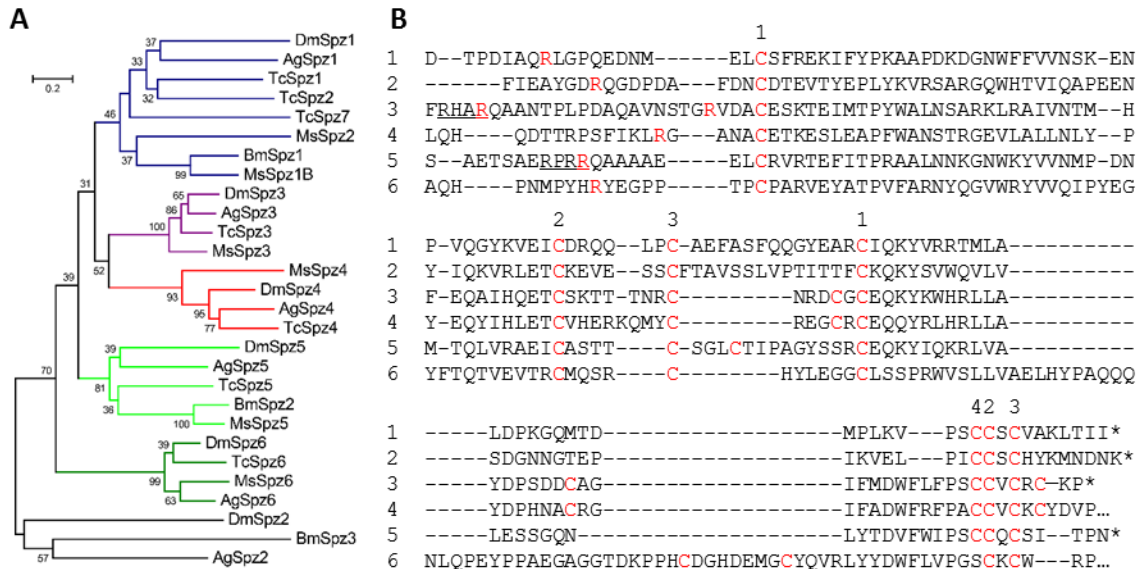 A
B
0.2
DmSpz1
AgSpz1
TcSpz1
TcSpz2
TcSpz7
MsSpz2
BmSpz1
MsSpz1B
DmSpz3
AgSpz3
TcSpz3
MsSpz3
MsSpz4
DmSpz4
AgSpz4
TcSpz4
DmSpz5
AgSpz5
TcSpz5
BmSpz2
MsSpz5
DmSpz6
TcSpz6
MsSpz6
AgSpz6
DmSpz2
BmSpz3
AgSpz2
37
33
32
46
37
99
31
65
86
100
52
93
95
77
39
39
81
36
100
70
39
99
63
57
1
1 D--TPDIAQRLGPQEDNM------ELCSFREKIFYPKAAPDKDGNWFFVVNSK-EN
2 ------FIEAYGDRQGDPDA----FDNCDTEVTYEPLYKVRSARGQWHTVIQAPEEN
3 FRHARQAANTPLPDAQAVNSTGRVDACESKTEIMTPYWALNSARKLRAIVNTM--H
4 LQH----QDTTRPSFIKLRG---ANACETKESLEAPFWANSTRGEVLALLNLY--P
5 S--AETSAERPRRQAAAAE-----ELCRVRTEFITPRAALNNKGNWKYVVNMP-DN
6 AQH----NMPYHRYEGPP-----TPCPARVEYATPVFARNYQGVWRYVVQIPYEG
2 3 1
1 P-VQGYKVEICDRQQ--LPC-AEFASFQQGYEARCIQKYVRRTMLA----------
2 Y-IQKVRLETCKEVE--SSCFTAVSSLVPTITTFCKQKYSVWQVLV----------
3 F-EQAIHQETCSKTT-TNRC---------NRDCGCEQKYKWHRLLA----------
4 Y-EQYIHLETCVHERKQMYC---------REGCRCEQQYRLHRLLA----------
5 M-TQLVRAEICASTT----C-SGLCTIPAGYSSRCEQKYIQKRLVA----------
6 YFTQTVEVTRCMQSR----C---------HYLEGGCLSSPRWVSLLVAELHYPAQQQ
42 3
1 -----LDPKGQMTD----------------MPLKV---PSCCSCVAKLTII*
2 -----SDGNNGTEP----------------IKVEL---PICCSCHYKMNDNK*
3 -----YDPSDDCAG----------------IFMDWFLFPSCCVCRC-KP*
4 -----YDPHNACRG----------------IFADWFRFPACCVCKCYDVP…
5 -----LESSGQN------------------LYTDVFWIPSCCQCSI--TPN*
6 NLQPEYPPAEGAGGTDKPPHCDGHDEMGCYQVRLYYDWFLVPGSCKCW---RP…